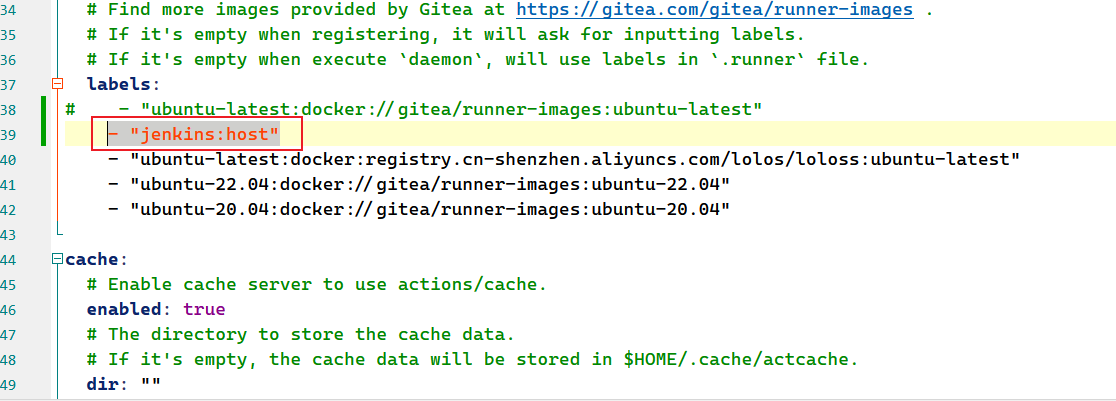 34 # Find more images provided by Gitea at https://gitea.com/gitea/runner-images .
35 # If it's empty when registering, it will ask for inputting labels.
36 # If it's empty when execute `daemon`, will use labels in `.runner` file.
37 labels:
38 # - "ubuntu-latest:docker://gitea/runner-images:ubuntu-latest"
39 - "jenkins:host"
40 - "ubuntu-latest:docker:registry.cn-shenzhen.aliyuncs.com/lolos/loloss:ubuntu-latest"
41 - "ubuntu-22.04:docker://gitea/runner-images:ubuntu-22.04"
42 - "ubuntu-20.04:docker://gitea/runner-images:ubuntu-20.04"
43
44 cache:
45 # Enable cache server to use actions/cache.
46 enabled: true
47 # The directory to store the cache data.
48 # If it's empty, the cache data will be stored in $HOME/.cache/actcache.
49 dir: ""